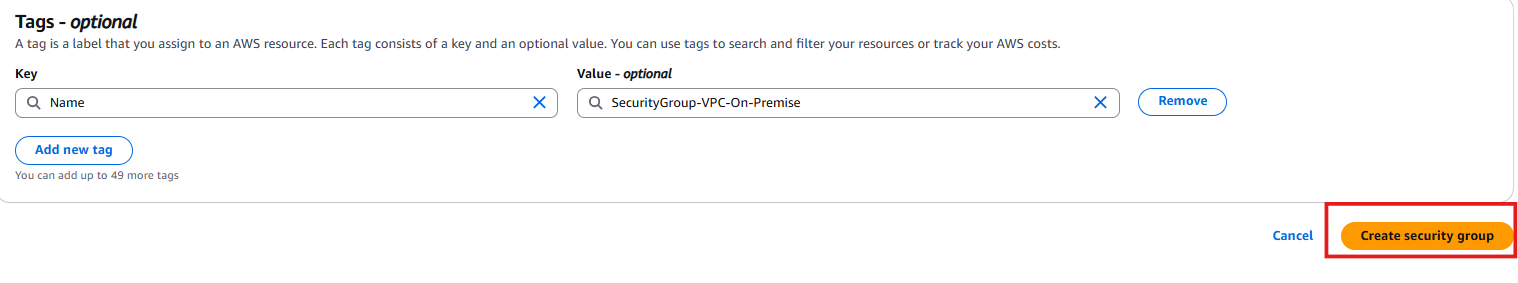 Tags - optional
A tag is a label that you assign to an AWS resource. Each tag consists of a key and an optional value. You can use tags to search and filter your resources or track your AWS costs.
Key
Value - optional
Name
SecurityGroup-VPC-On-Premise
Remove
Add new tag
You can add up to 49 more tags
Cancel
Create security group